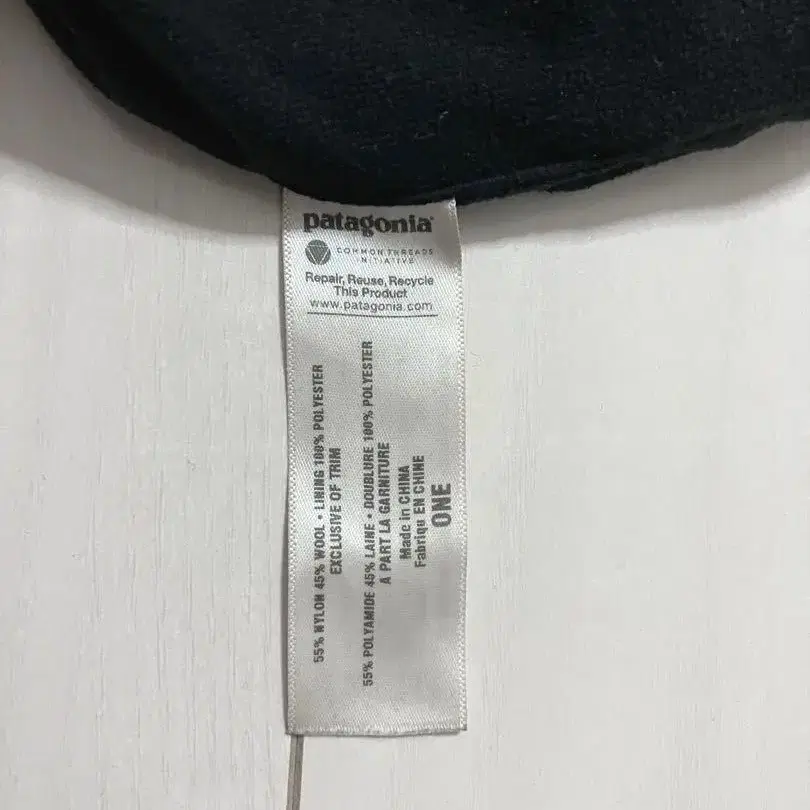 patagonia®
COMMON THREADS
INITIATIVE
Repair, Reuse, Recycle
This Product
www.patagonia.com
55% NYLON 45% WOOL • LINING 100% POLYESTER
EXCLUSIVE OF TRIM
55% POLYAMIDE 45% LAINE • DOUBLURE 100% POLYESTER
A PART LA GARNITURE
Made in CHINA
Fabriqu EN CHINE
ONE